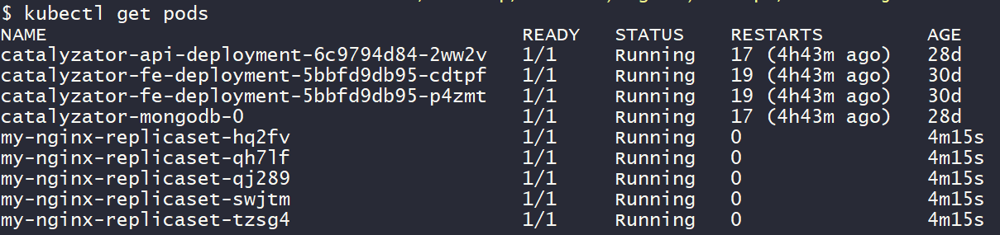 $ kubectl get pods
NAME READY STATUS RESTARTS AGE
catalyzator-api-deployment-6c9794d84-2ww2v 1/1 Running 17 (4h43m ago) 28d
catalyzator-fe-deployment-5bbfd9db95-cdtpf 1/1 Running 19 (4h43m ago) 30d
catalyzator-fe-deployment-5bbfd9db95-p4zmt 1/1 Running 19 (4h43m ago) 30d
catalyzator-mongodb-0 1/1 Running 17 (4h43m ago) 28d
my-nginx-replicaset-hq2fv 1/1 Running 0 4m15s
my-nginx-replicaset-qh7lf 1/1 Running 0 4m15s
my-nginx-replicaset-qj289 1/1 Running 0 4m15s
my-nginx-replicaset-swjtm 1/1 Running 0 4m15s
my-nginx-replicaset-tzsg4 1/1 Running 0 4m15s